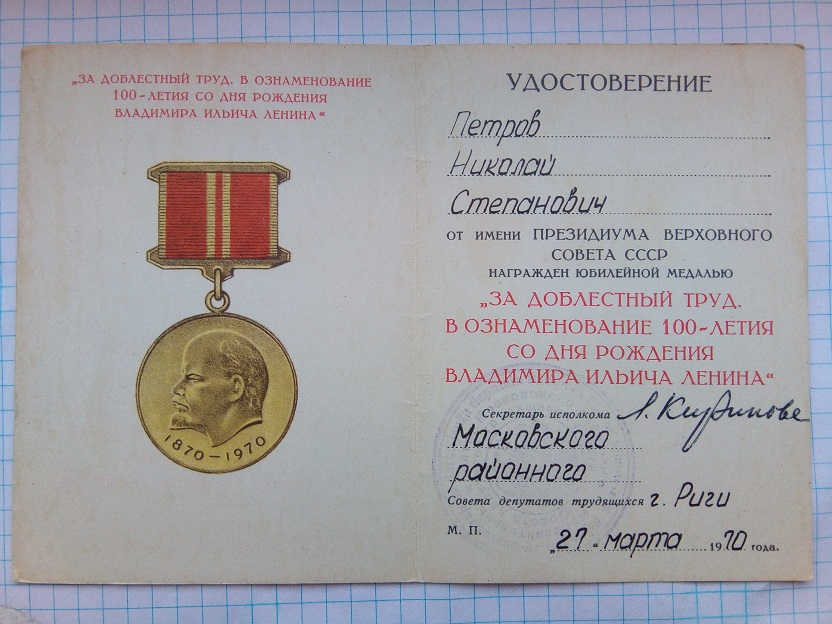 „ЗА ДОБЛЕСТНЫЙ ТРУД. В ОЗНАМЕНОВАНИЕ
100-ЛЕТИЯ СО ДНЯ РОЖДЕНИЯ
ВЛАДИМИРА ИЛЬИЧА ЛЕНИНА“
1870–1970
УДОСТОВЕРЕНИЕ
Петров
Николай
Степанович
ОТ ИМЕНИ ПРЕЗИДИУМА ВЕРХОВНОГО
СОВЕТА СССР
НАГРАЖДЕН ЮБИЛЕЙНОЙ МЕДАЛЬЮ
„ЗА ДОБЛЕСТНЫЙ ТРУД.
В ОЗНАМЕНОВАНИЕ 100-ЛЕТИЯ
СО ДНЯ РОЖДЕНИЯ
ВЛАДИМИРА ИЛЬИЧА ЛЕНИНА“
Секретарь исполкома
Московского
районного
Совета депутатов трудящихся г. Риги
М. П.
„27“ марта 1970 года.